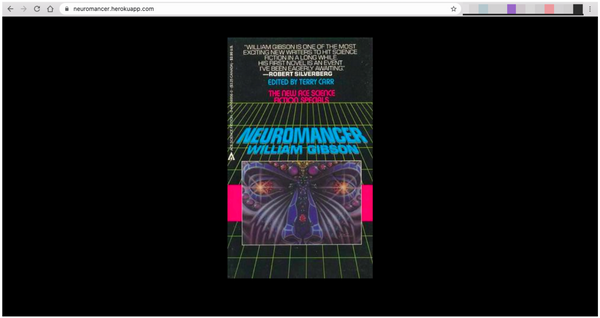 neuromancer.herokuapp.com
"WILLIAM GIBSON IS ONE OF THE MOST
EXCITING NEW WRITERS TO HIT SCIENCE
FICTION IN A LONG WHILE.
HIS FIRST NOVEL IS AN EVENT
I'VE BEEN EAGERLY AWAITING."
—ROBERT SILVERBERG
EDITED BY TERRY CARR
THE NEW ACE SCIENCE
FICTION SPECIALS
NEUROMANCER
WILLIAM GIBSON